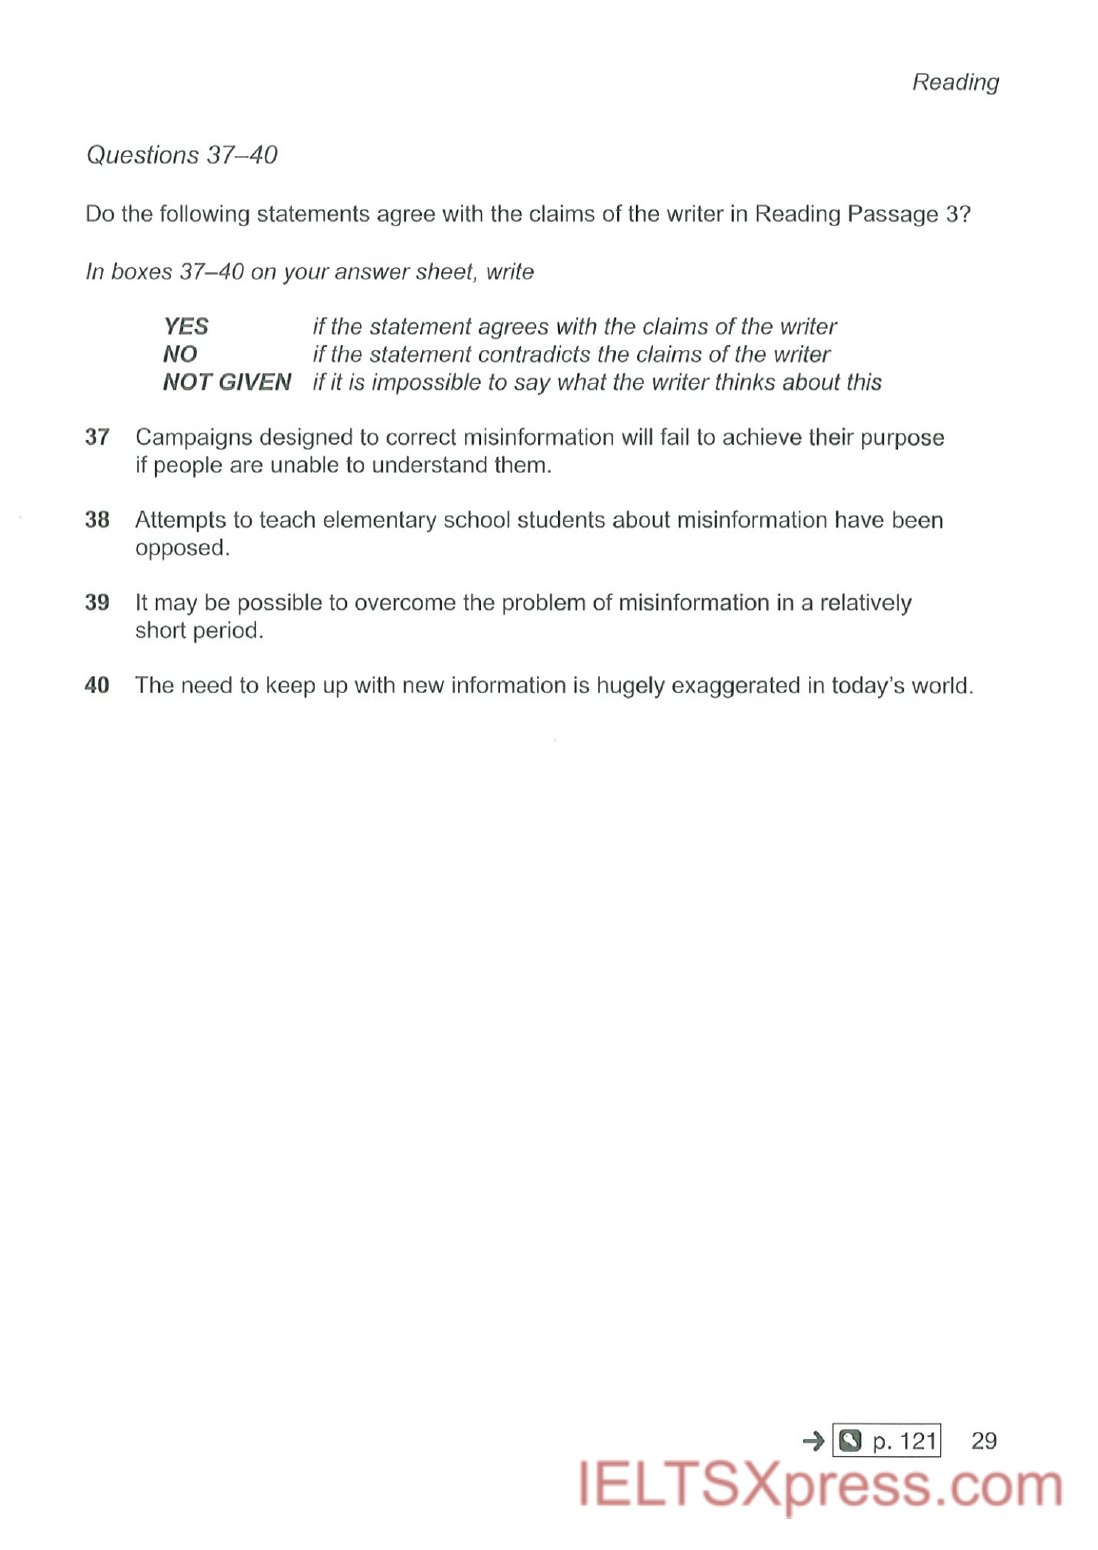 Reading
Questions 37–40
Do the following statements agree with the claims of the writer in Reading Passage 3?
In boxes 37–40 on your answer sheet, write
YES if the statement agrees with the claims of the writer
NO if the statement contradicts the claims of the writer
NOT GIVEN if it is impossible to say what the writer thinks about this
37 Campaigns designed to correct misinformation will fail to achieve their purpose
if people are unable to understand them.
38 Attempts to teach elementary school students about misinformation have been
opposed.
39 It may be possible to overcome the problem of misinformation in a relatively
short period.
40 The need to keep up with new information is hugely exaggerated in today's world.
→ p. 121 29
IELTSXpress.com